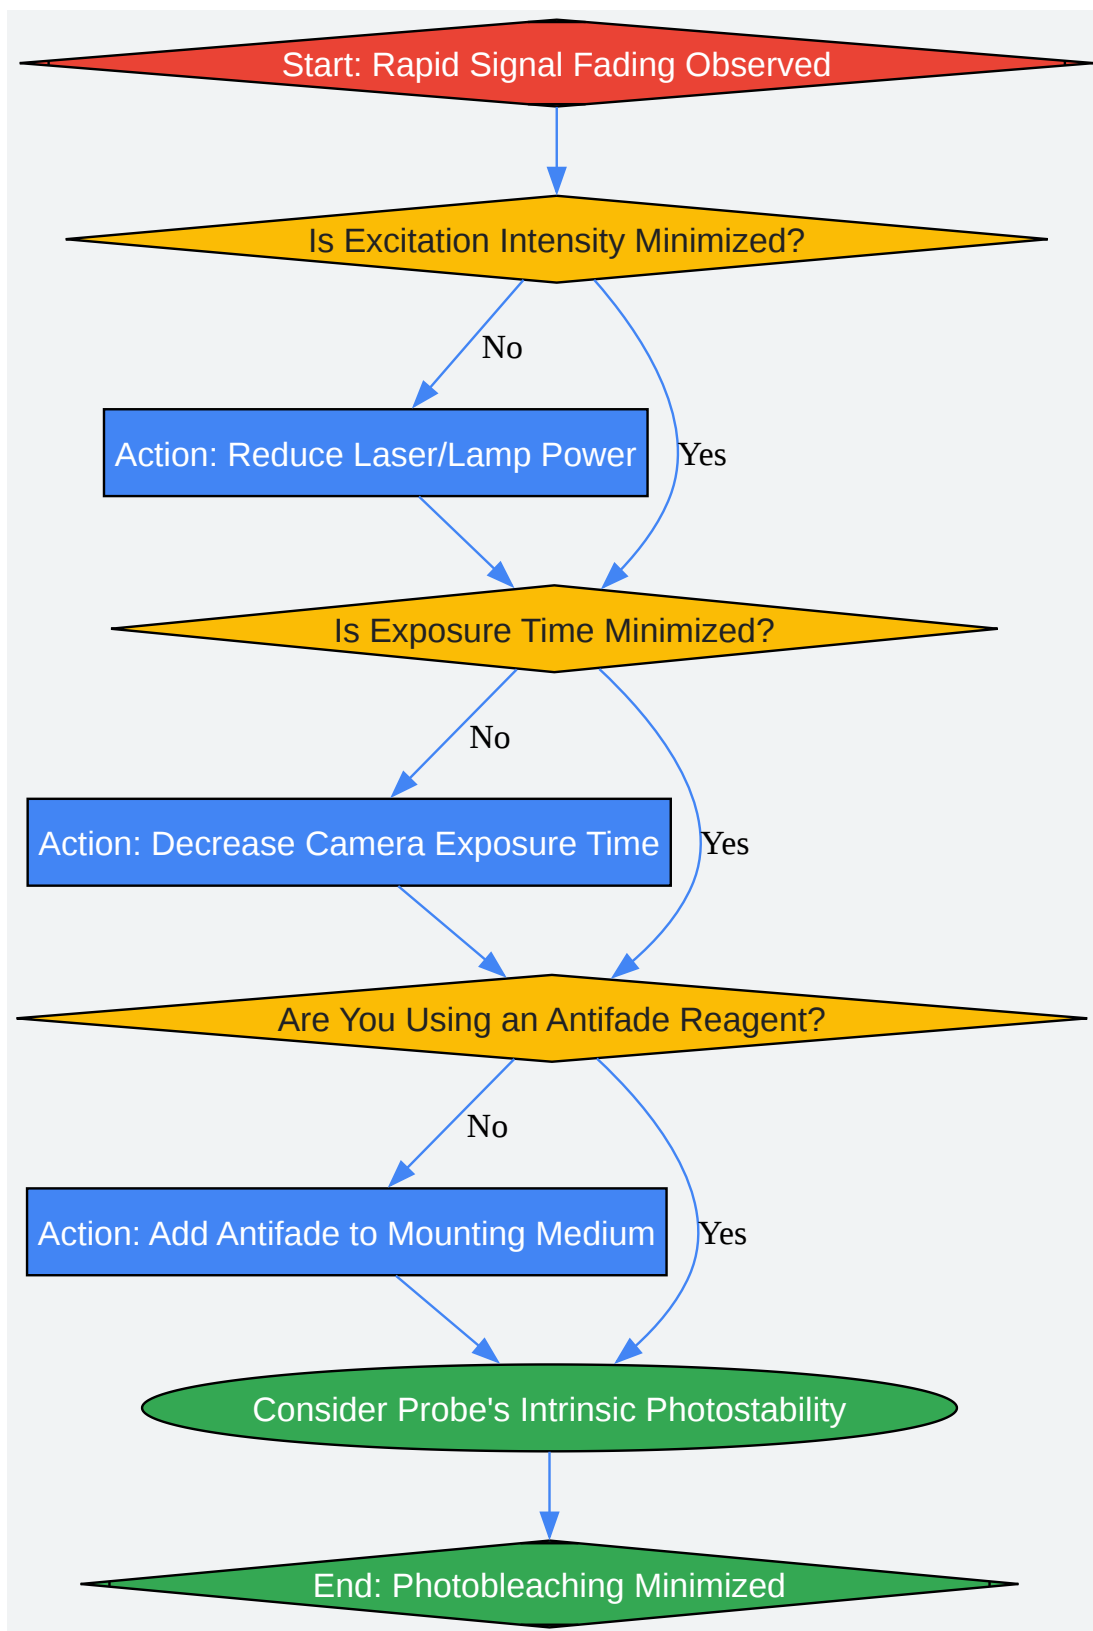 Start: Rapid Signal Fading Observed
Is Excitation Intensity Minimized?
No
Action: Reduce Laser/Lamp Power
Yes
Is Exposure Time Minimized?
No
Action: Decrease Camera Exposure Time
Yes
Are You Using an Antifade Reagent?
No
Action: Add Antifade to Mounting Medium
Yes
Consider Probe's Intrinsic Photostability
End: Photobleaching Minimized